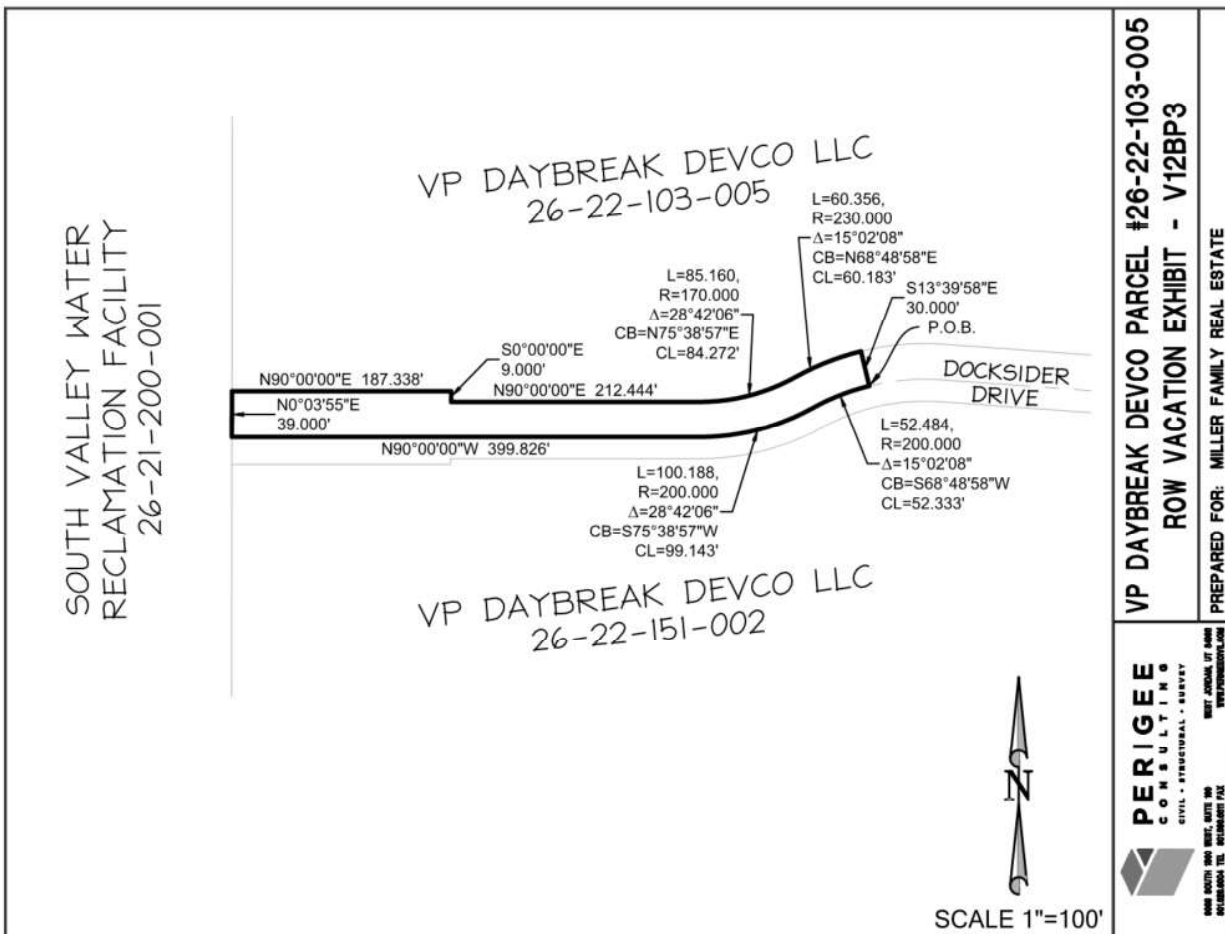 SOUTH VALLEY WATER
RECLAMATION FACILITY
26-21-200-001
VP DAYBREAK DEVCO LLC
26-22-103-005
L=60.356,
R=230.000
Δ=15°02'08"
CB=N68°48'58"E
CL=60.183'
L=85.160,
R=170.000
Δ=28°42'06"
CB=N75°38'57"E
CL=84.272'
S13°39'58"E
30.000'
P.O.B.
S0°00'00"E
9.000'
N90°00'00"E 187.338'
N90°00'00"E 212.444'
DOCKSIDER
DRIVE
N0°03'55"E
39.000'
N90°00'00"W 399.826'
L=52.484,
R=200.000
Δ=15°02'08"
CB=S68°48'58"W
CL=52.333'
L=100.188,
R=200.000
Δ=28°42'06"
CB=S75°38'57"W
CL=99.143'
VP DAYBREAK DEVCO LLC
26-22-151-002
N
SCALE 1"=100'
VP DAYBREAK DEVCO PARCEL #26-22-103-005
ROW VACATION EXHIBIT - V12BP3
PREPARED FOR: MILLER FAMILY REAL ESTATE
PERIGEE
CONSULTING
CIVIL • STRUCTURAL • SURVEY
WEST JORDAN, UT